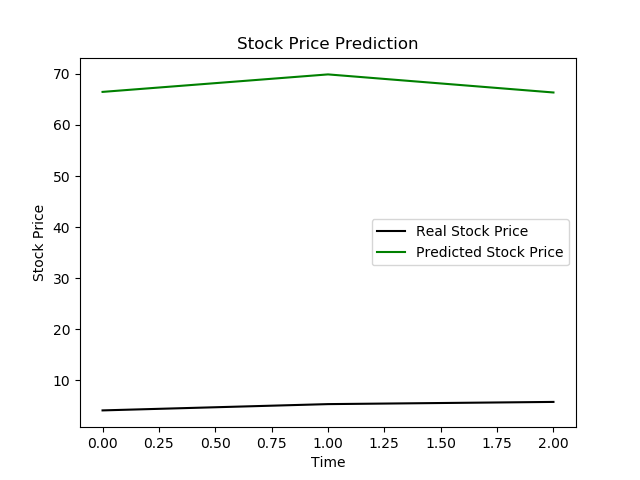 Stock Price Prediction
Stock Price
70
60
50
40
30
20
10
Real Stock Price
Predicted Stock Price
0.00 0.25 0.50 0.75 1.00 1.25 1.50 1.75 2.00
Time